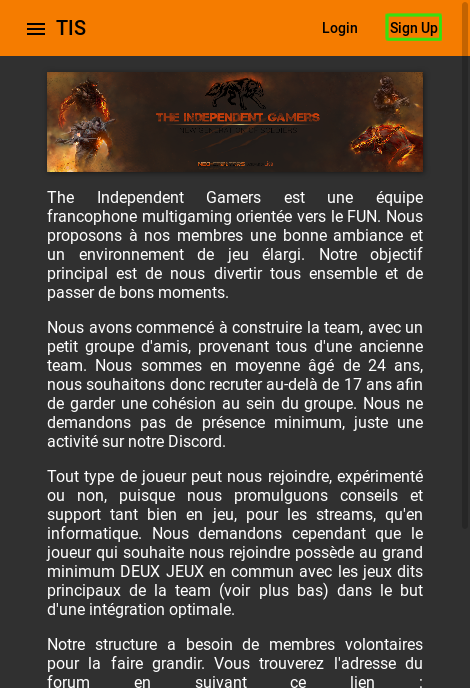 TIS
Login
Sign Up
THE INDEPENDENT GAMERS
The Independent Gamers est une équipe
francophone multigaming orientée vers le FUN. Nous
proposons à nos membres une bonne ambiance et
un environnement de jeu élargi. Notre objectif
principal est de nous divertir tous ensemble et de
passer de bons moments.
Nous avons commencé à construire la team, avec un
petit groupe d'amis, provenant tous d'une ancienne
team. Nous sommes en moyenne âgé de 24 ans,
nous souhaitons donc recruter au-delà de 17 ans afin
de garder une cohésion au sein du groupe. Nous ne
demandons pas de présence minimum, juste une
activité sur notre Discord.
Tout type de joueur peut nous rejoindre, expérimenté
ou non, puisque nous promulguons conseils et
support tant bien en jeu, pour les streams, qu'en
informatique. Nous demandons cependant que le
joueur qui souhaite nous rejoindre possède au grand
minimum DEUX JEUX en commun avec les jeux dits
principaux de la team (voir plus bas) dans le but
d'une intégration optimale.
Notre structure a besoin de membres volontaires
pour la faire grandir. Vous trouverez l'adresse du
forum en suivant ce lien :